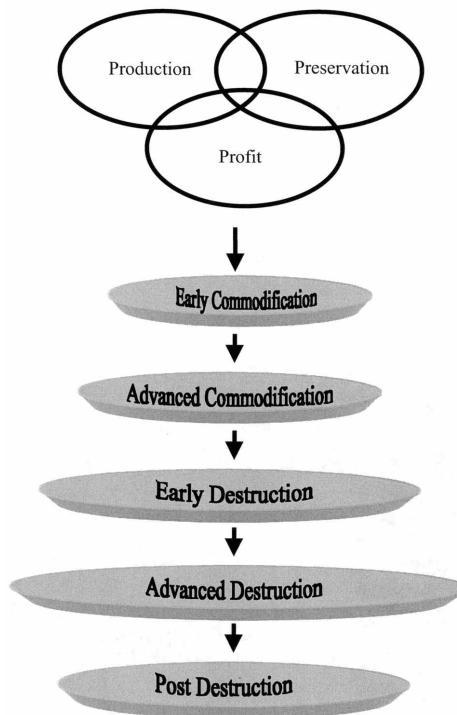 Production
Preservation
Profit
Early Commodification
Advanced Commodification
Early Destruction
Advanced Destruction
Post Destruction